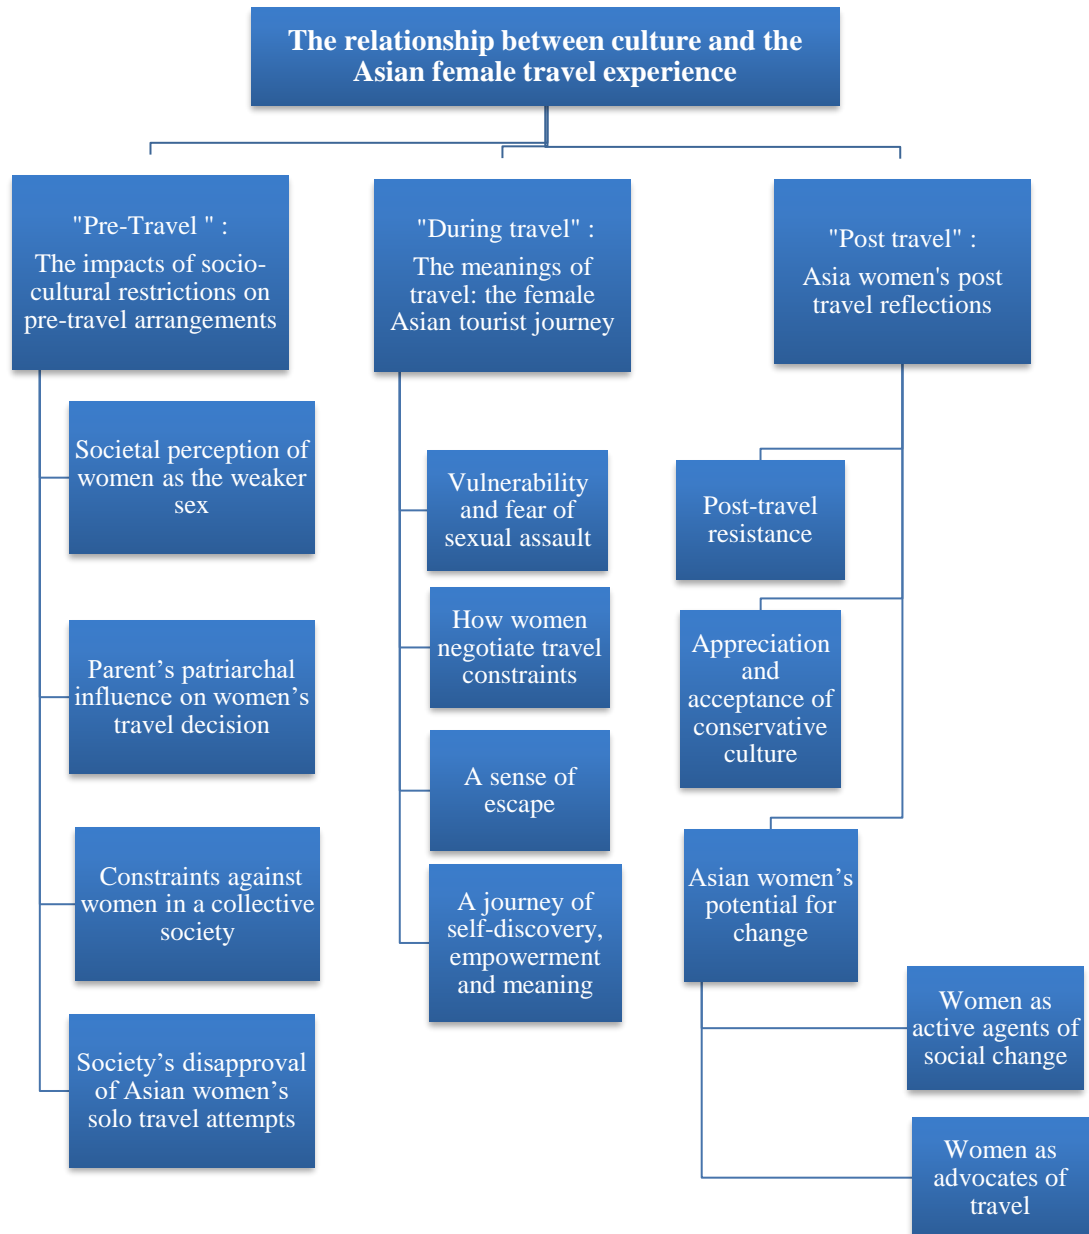 The relationship between culture and the
Asian female travel experience
"Pre-Travel " :
The impacts of socio-
cultural restrictions on
pre-travel arrangements
Societal perception of
women as the weaker
sex
Parent’s patriarchal
influence on women’s
travel decision
Constraints against
women in a collective
society
Society’s disapproval
of Asian women’s
solo travel attempts
"During travel" :
The meanings of
travel: the female
Asian tourist journey
Vulnerability
and fear of
sexual assault
How women
negotiate travel
constraints
A sense of
escape
A journey of
self-discovery,
empowerment
and meaning
"Post travel" :
Asia women's post
travel reflections
Post-travel
resistance
Appreciation
and
acceptance of
conservative
culture
Asian women’s
potential for
change
Women as
active agents of
social change
Women as
advocates of
travel